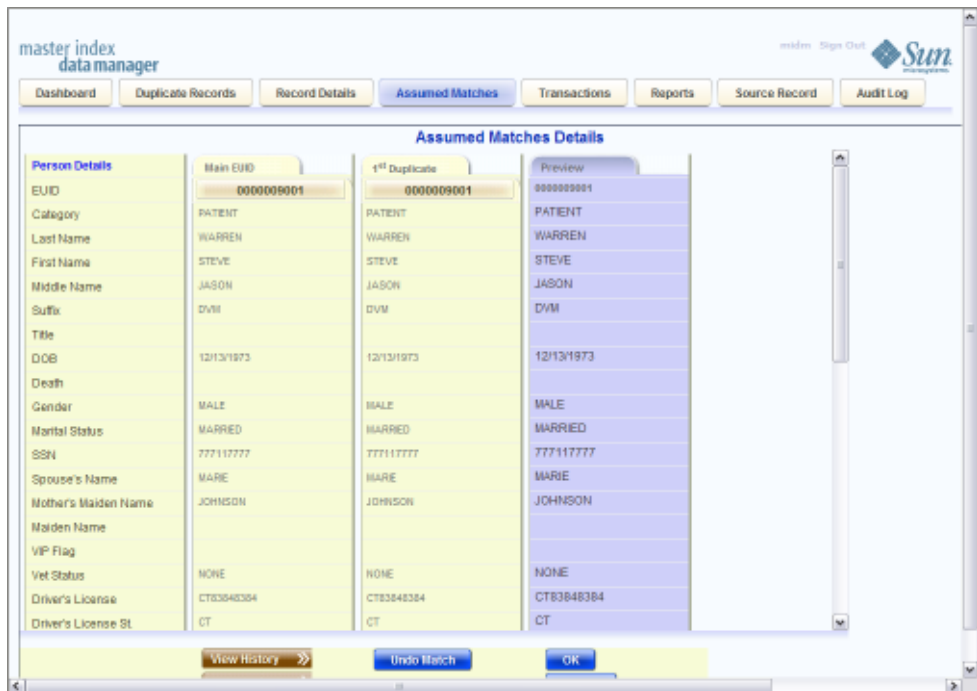 master index
data manager
midm Sign Out
Sun
microsystems
Dashboard Duplicate Records Record Details Assumed Matches Transactions Reports Source Record Audit Log
Assumed Matches Details
Person Details Main EUID 1st Duplicate Preview
EUID 0000009001 0000009001 0000009001
Category PATIENT PATIENT PATIENT
Last Name WARREN WARREN WARREN
First Name STEVE STEVE STEVE
Middle Name JASON JASON JASON
Suffix DVM DVM DVM
Title
DOB 12/13/1973 12/13/1973 12/13/1973
Death
Gender MALE MALE MALE
Marital Status MARRIED MARRIED MARRIED
SSN 777117777 777117777 777117777
Spouse's Name MARIE MARIE MARIE
Mother's Maiden Name JOHNSON JOHNSON JOHNSON
Maiden Name
VIP Flag
Vet Status NONE NONE NONE
Driver's License CT83848384 CT83848384 CT83848384
Driver's License St. CT CT CT
View History Undo Match OK